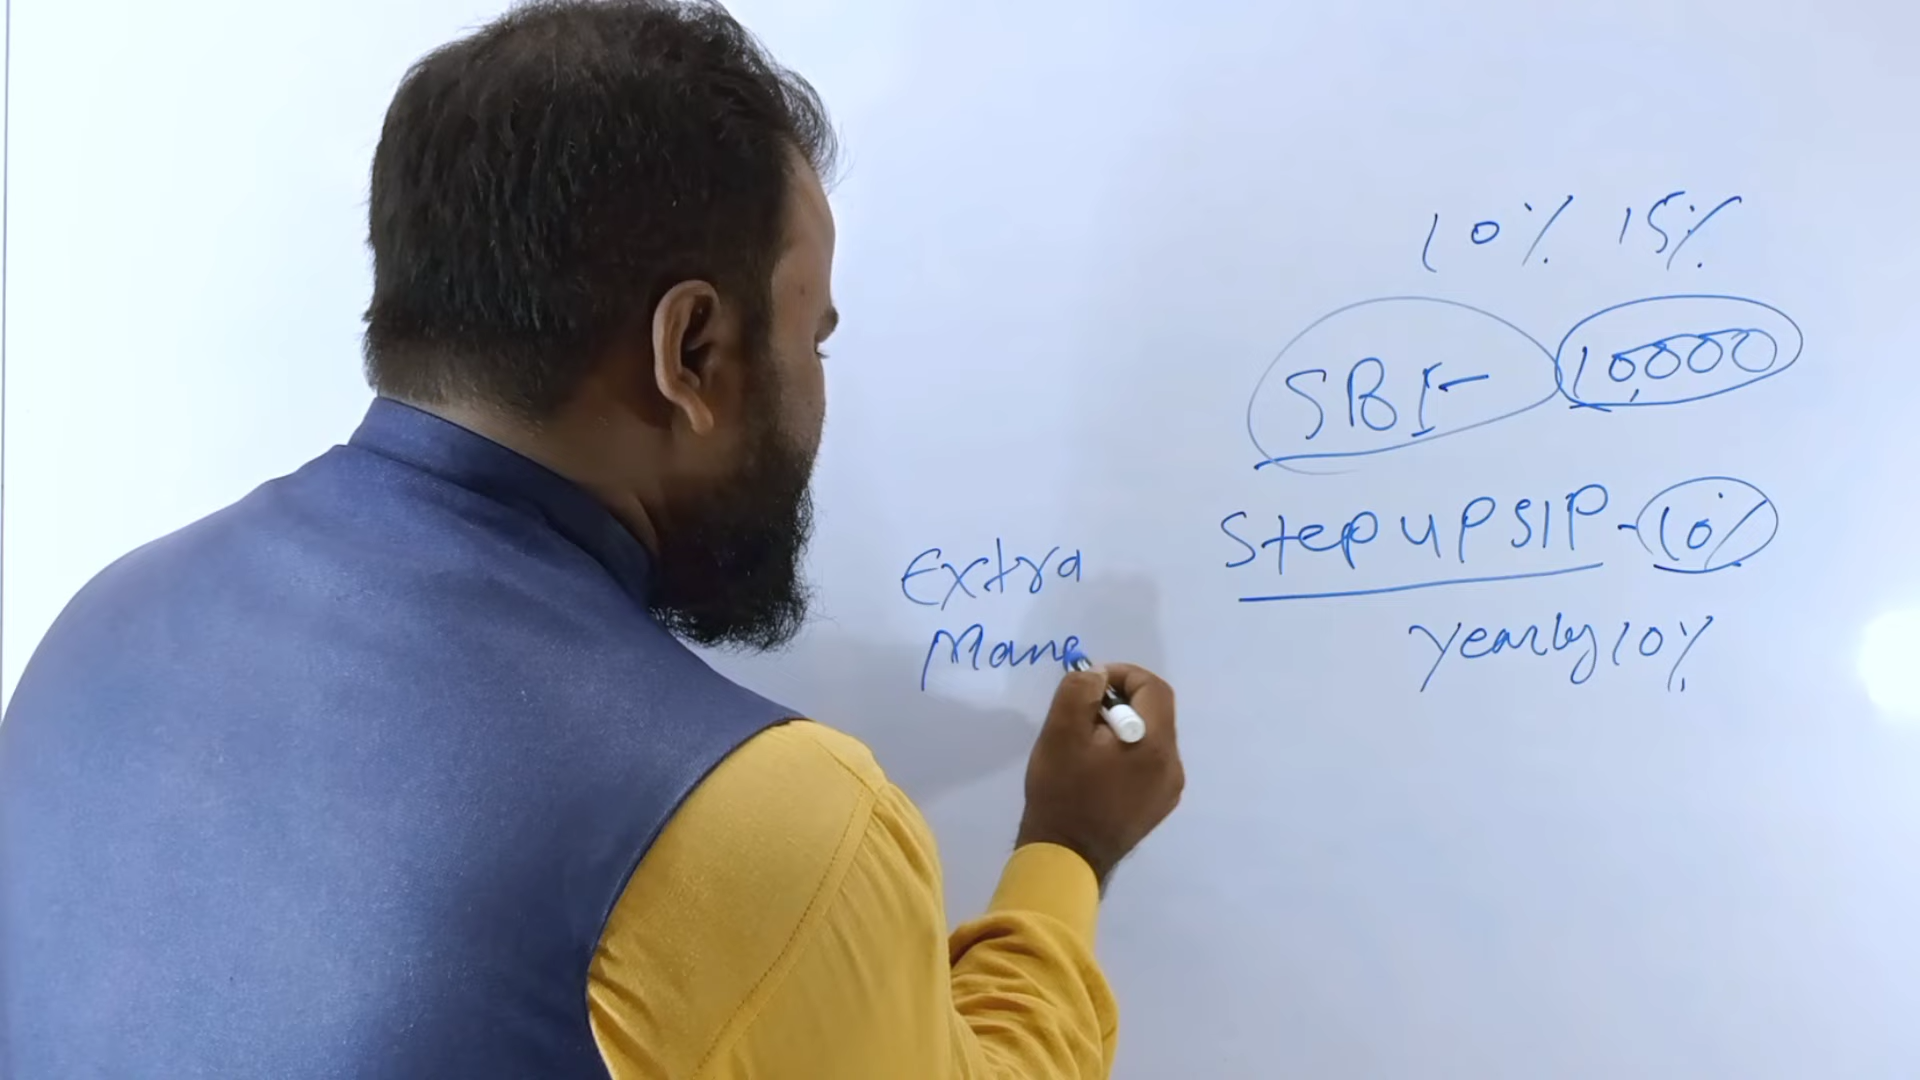 10% 15%
SBI- 10,000
Step up SIP - 10%
yearly 10%
Extra
Mone